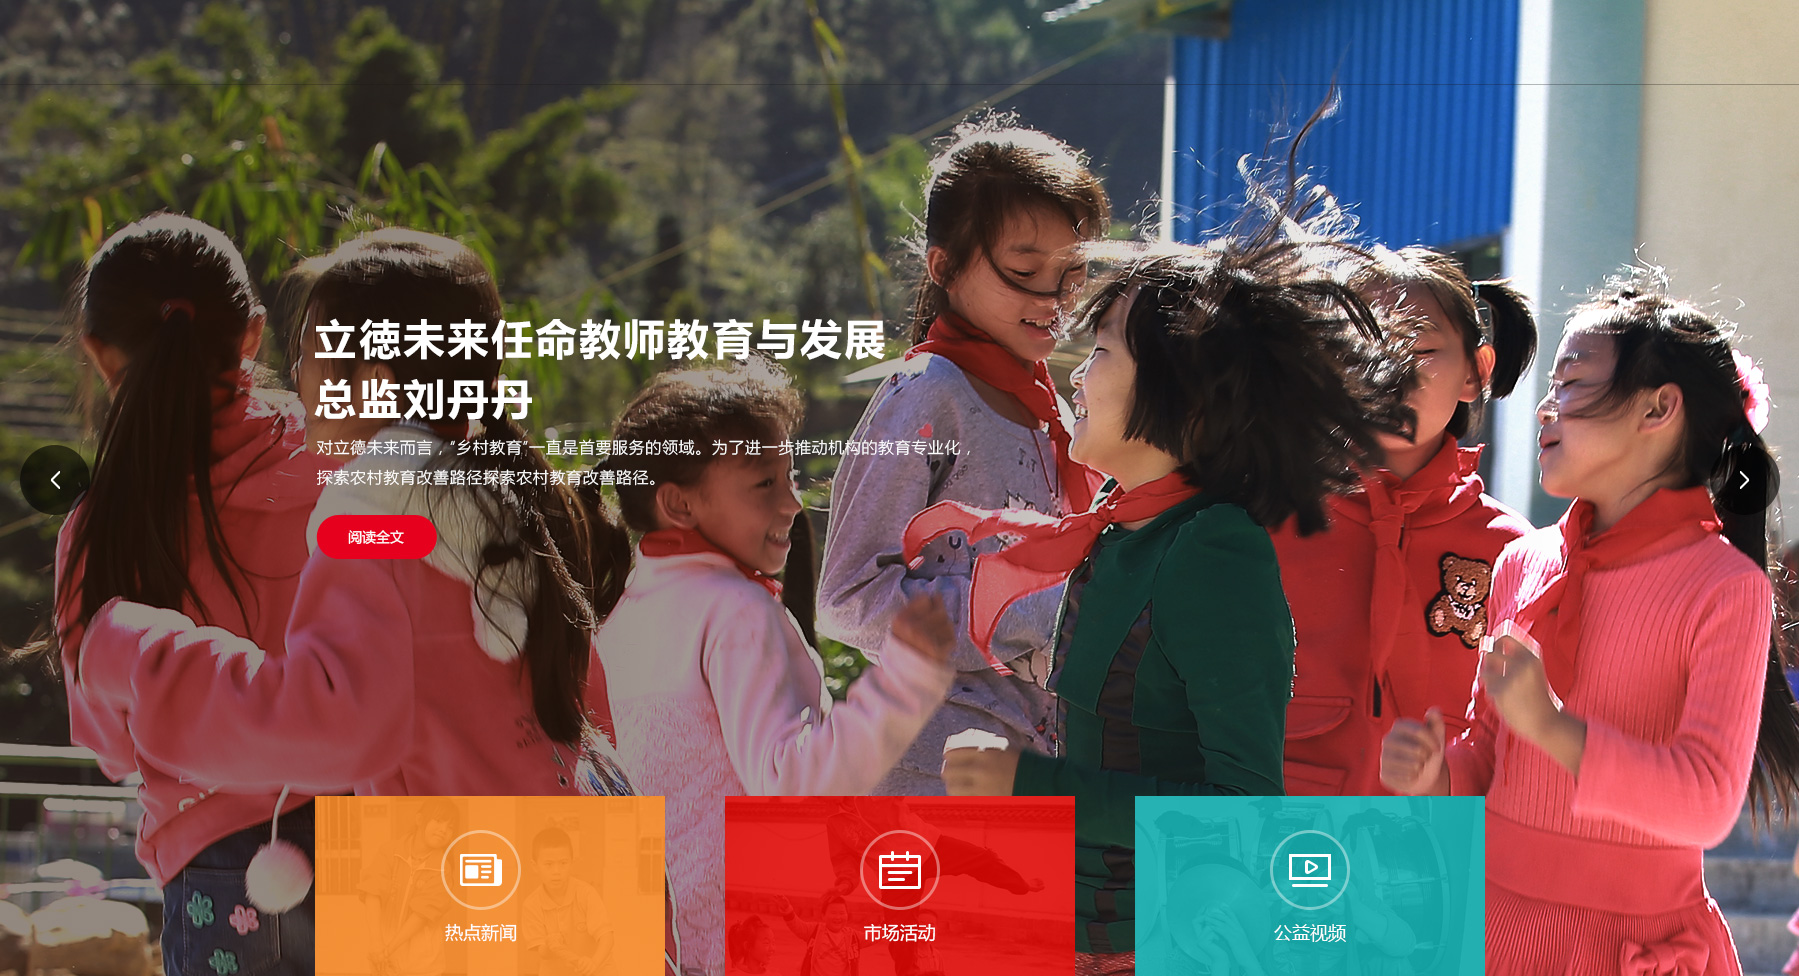 立德未来任命教师教育与发展
总监刘丹丹
对立德未来而言，“乡村教育”一直是首要服务的领域。为了进一步推动机构的教育专业化，
探索农村教育改善路径探索农村教育改善路径。
阅读全文
热点新闻
市场活动
公益视频